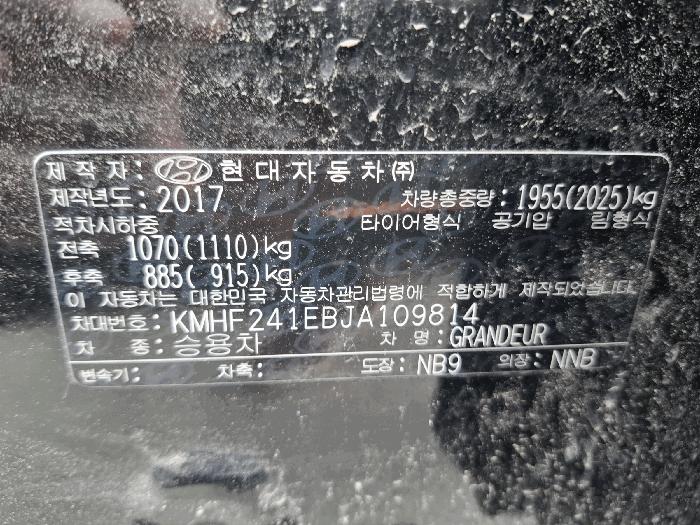 제작자: 현대자동차(주)
제작년도: 2017 차량총중량: 1955(2025)kg
적차시하중 타이어형식 공기압 림형식
전축 1070(1110)kg
후축 885( 915)kg
이 자동차는 대한민국 자동차관리법령에 적합하게 제작되었습니다.
차대번호: KMHF241EBJA109814
차 종: 승용차 차 명: GRANDEUR
변속기: 차축: 도장: NB9 의장: NNB